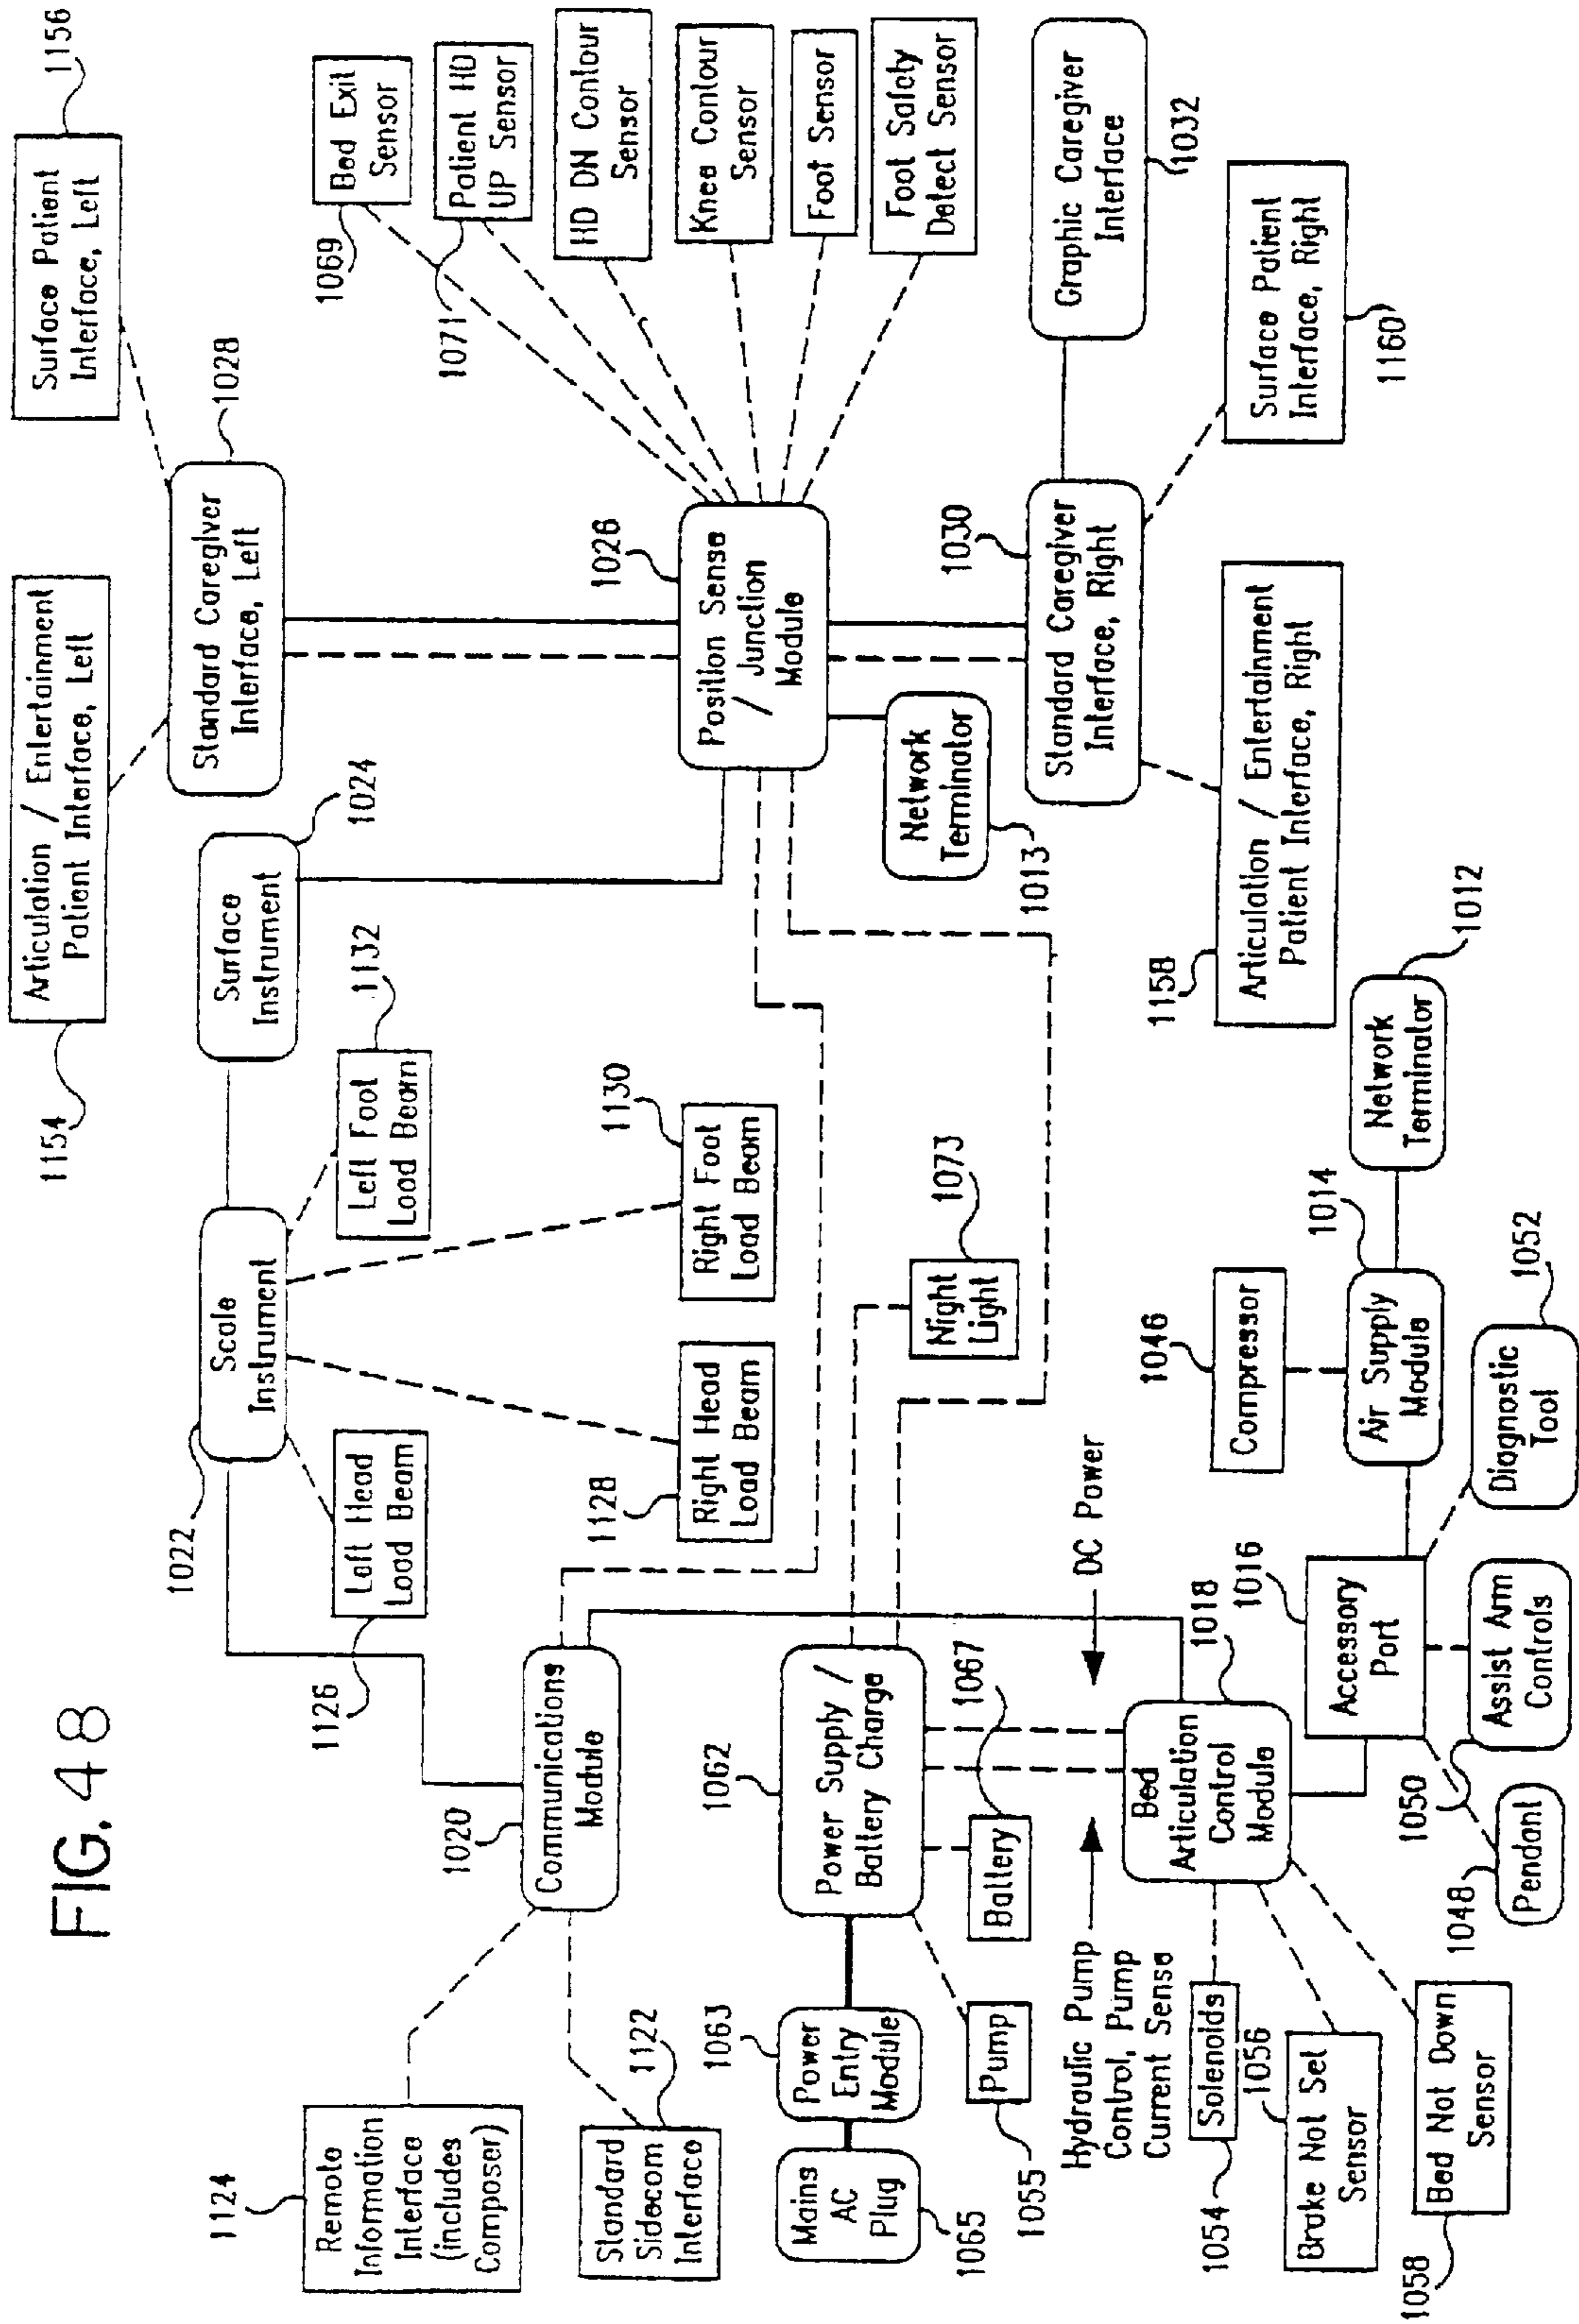 FIG. 48
1124
Remote
Information
Interface
(includes
Composer)
Standard
Sidecom
Interface
1122
1020
Communications
Module
1022
Scale
Instrument
Left Head
Load Beam
1126
Right Head
Load Beam
1128
Right Foot
Load Beam
1130
Left Foot
Load Beam
1132
Surface
Instrument
1024
Articulation / Entertainment
Patient Interface, Left
1154
Surface Patient
Interface, Left
1156
Standard Caregiver
Interface, Left
1028
Bed Exit
Sensor
1069
Patient HD
UP Sensor
1071
HD DN Contour
Sensor
Knee Contour
Sensor
Foot Sensor
Foot Safety
Detect Sensor
1026
Position Sense
/ Junction
Module
Network
Terminator
1013
1030
Standard Caregiver
Interface, Right
Graphic Caregiver
Interface
1032
Surface Patient
Interface, Right
1160
Articulation / Entertainment
Patient Interface, Right
1158
Mains
AC
Plug
1065
Power
Entry
Module
1063
1062
Power Supply /
Battery Charge
Pump
1055
Battery
1067
Night
Light
1073
Hydraulic Pump
Control, Pump
Current Sense
DC Power
Bed
Articulation
Control
Module
1018
Solenoids
1054
Brake Not Set
Sensor
1056
Bed Not Down
Sensor
1058
Accessory
Port
1016
Pendant
1048
Assist Arm
Controls
1050
Diagnostic
Tool
1052
Compressor
1046
Air Supply
Module
1014
Network
Terminator
1012